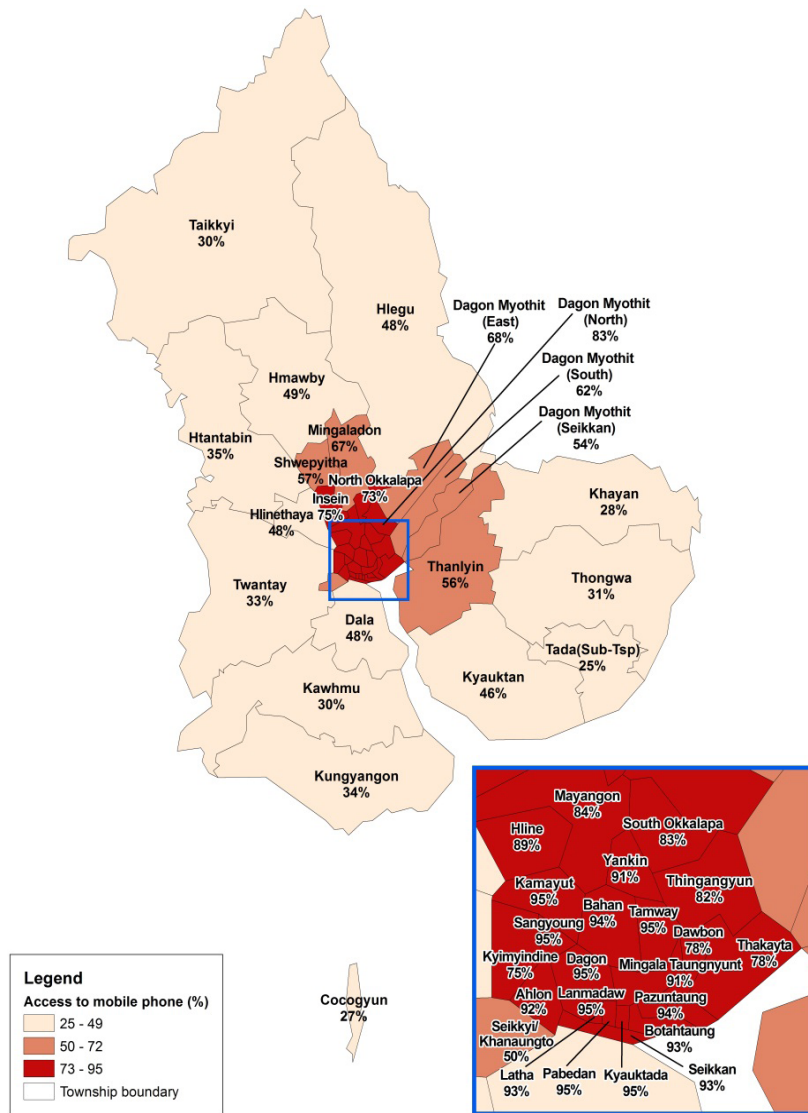 Taikkyi
30%
Hlegu
48%
Dagon Myothit
(East)
68%
Dagon Myothit
(North)
83%
Dagon Myothit
(South)
62%
Dagon Myothit
(Seikkan)
54%
Hmawby
49%
Htantabin
35%
Mingaladon
67%
Shwepyitha
57%
North Okkalapa
73%
Insein
75%
Hlinethaya
48%
Khayan
28%
Twantay
33%
Thanlyin
56%
Thongwa
31%
Dala
48%
Tada(Sub-Tsp)
25%
Kyauktan
46%
Kawhmu
30%
Kungyangon
34%
Cocogyun
27%
Mayangon
84%
South Okkalapa
83%
Hline
89%
Yankin
91%
Thingangyun
82%
Kamayut
95%
Bahan
94%
Tamway
95%
Sangyoung
95%
Dawbon
78%
Thakayta
78%
Kyimyindine
75%
Dagon
95%
Mingala Taungnyunt
91%
Ahlon
92%
Lanmadaw
95%
Pazuntaung
94%
Seikkyi/
Khanaungto
50%
Botahtaung
93%
Latha
93%
Pabedan
95%
Kyauktada
95%
Seikkan
93%
Legend
Access to mobile phone (%)
25 - 49
50 - 72
73 - 95
Township boundary